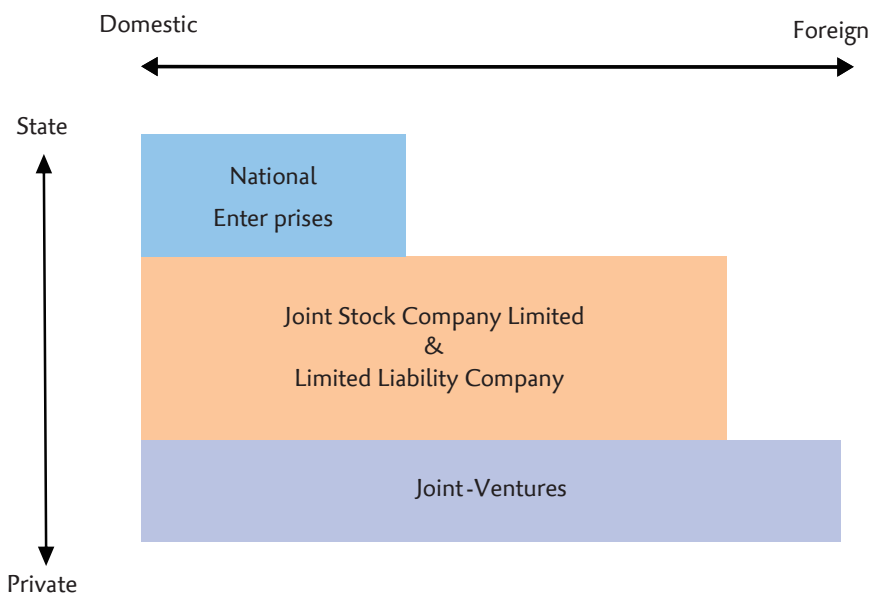 Domestic
Foreign
State
National
Enter prises
Joint Stock Company Limited
&
Limited Liability Company
Joint-Ventures
Private